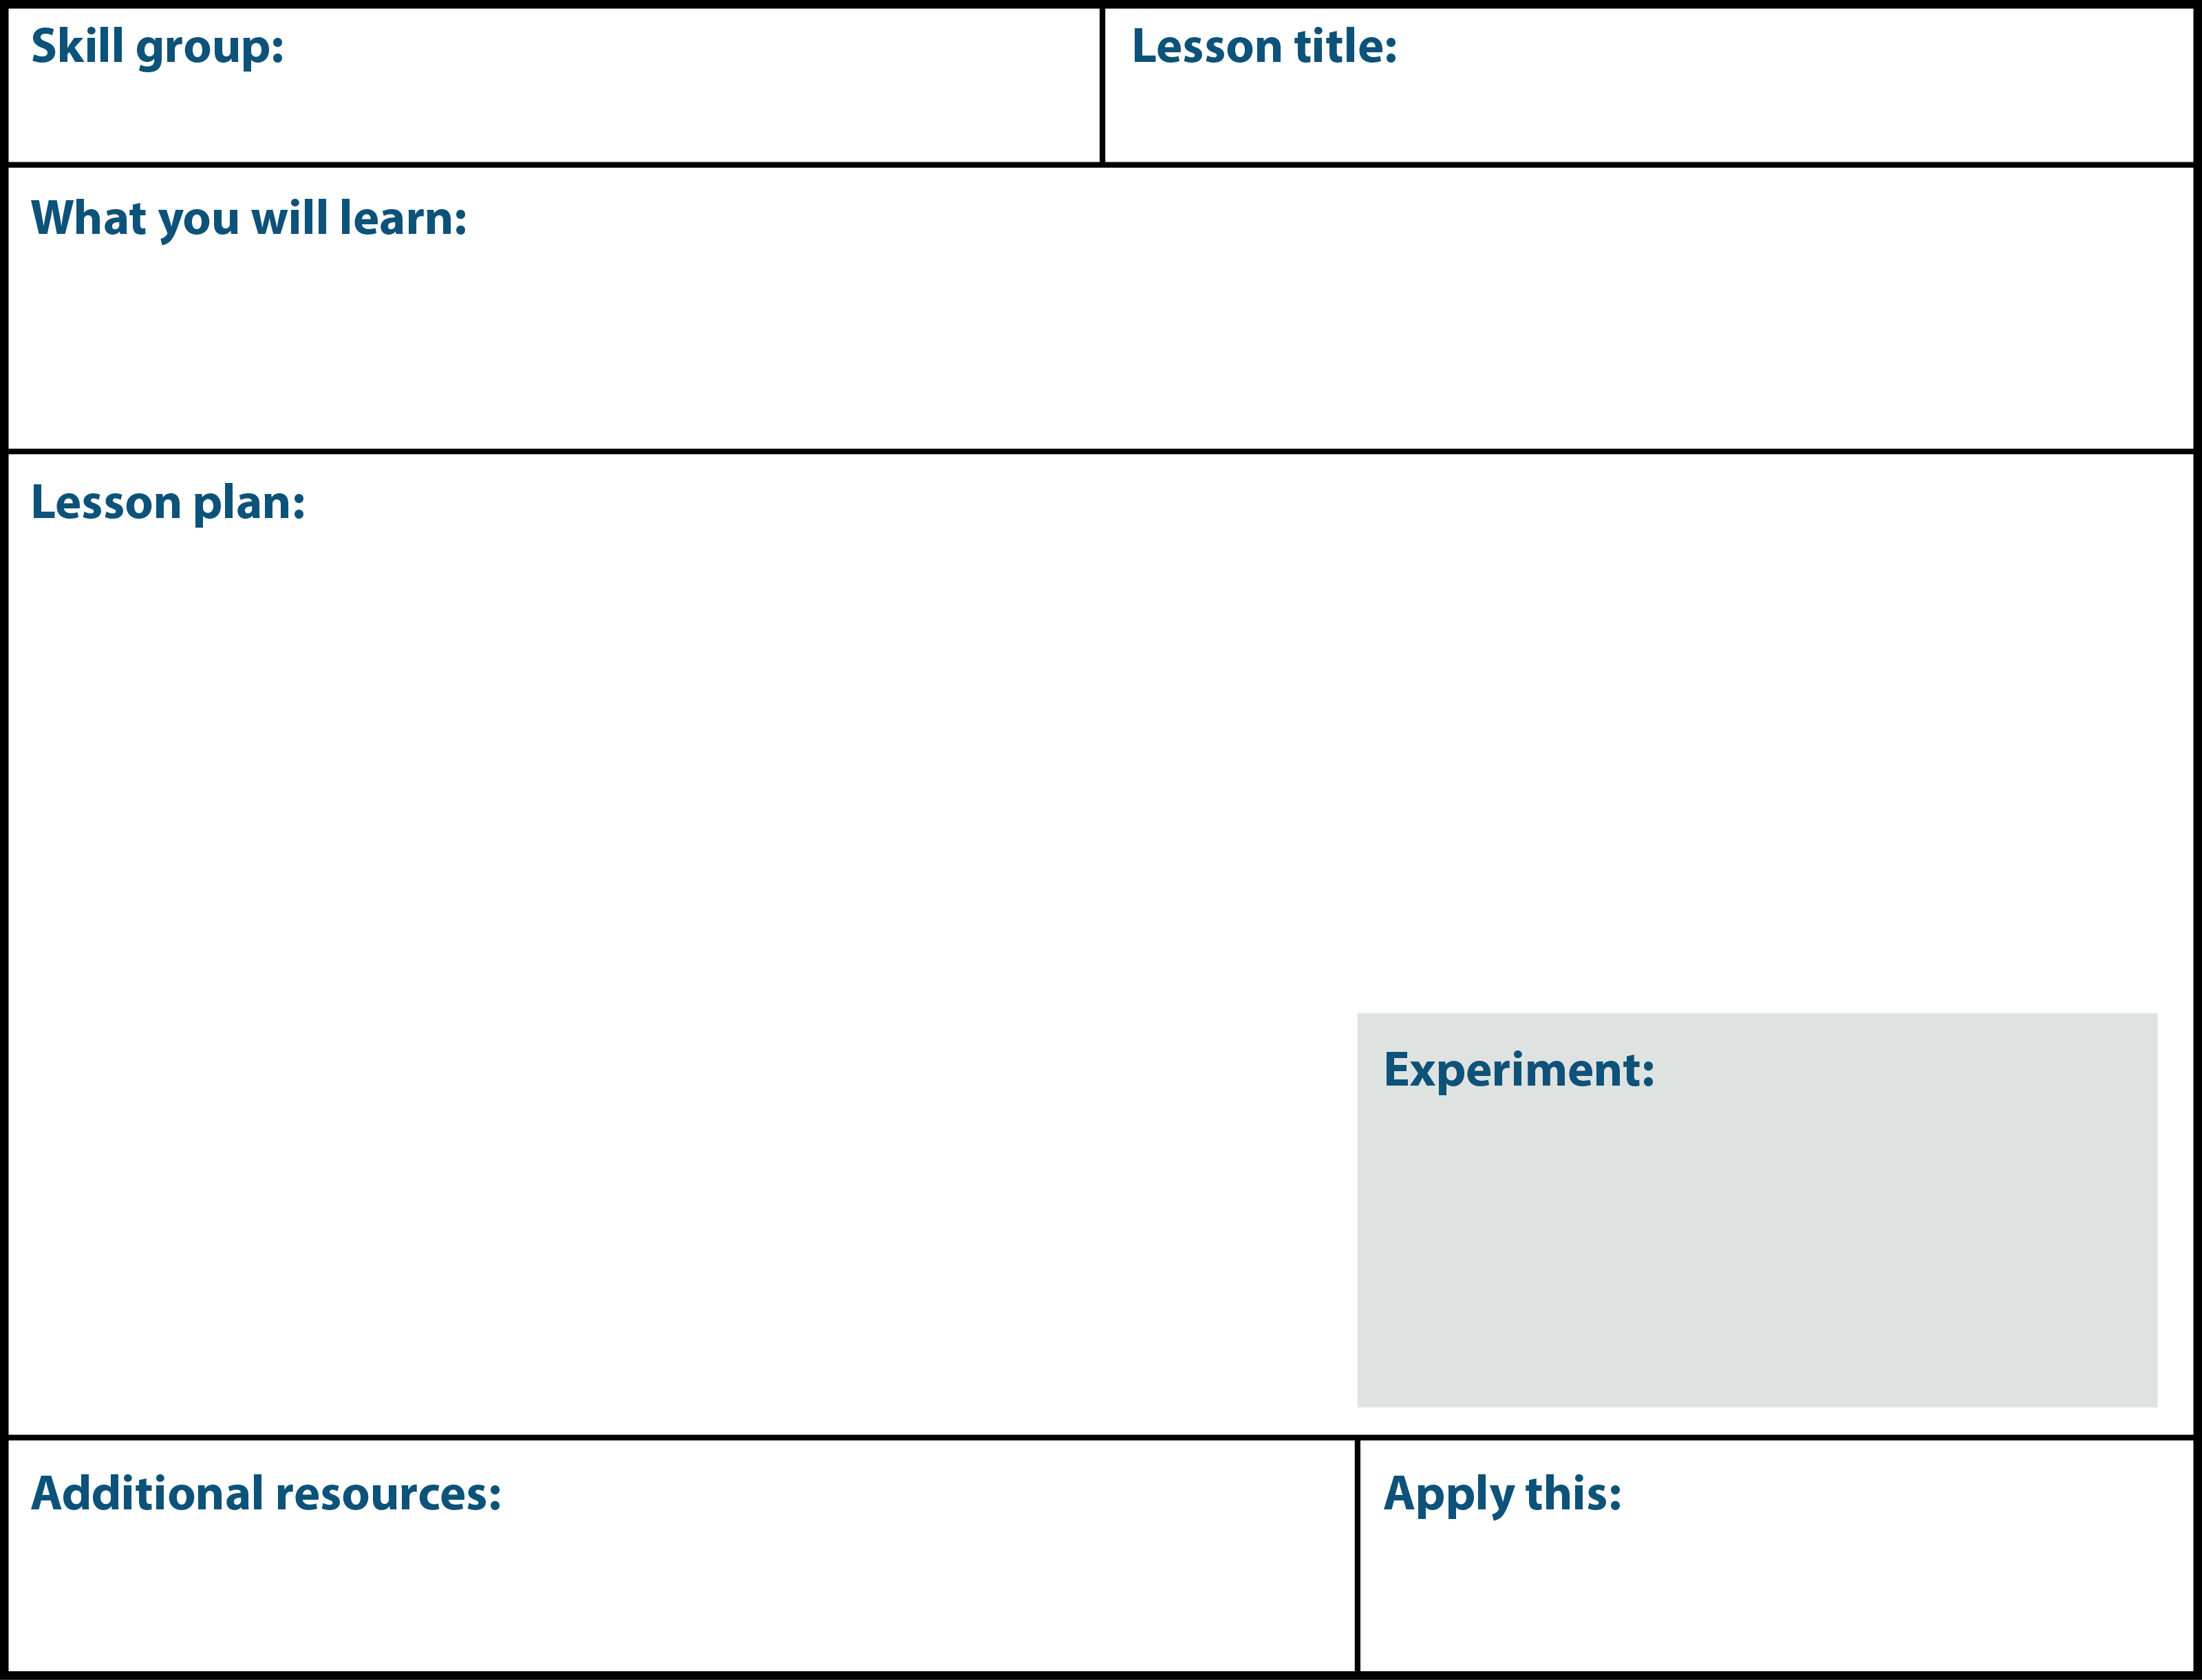 Skill group:
Lesson title:
What you will learn:
Lesson plan:
Experiment:
Additional resources:
Apply this: